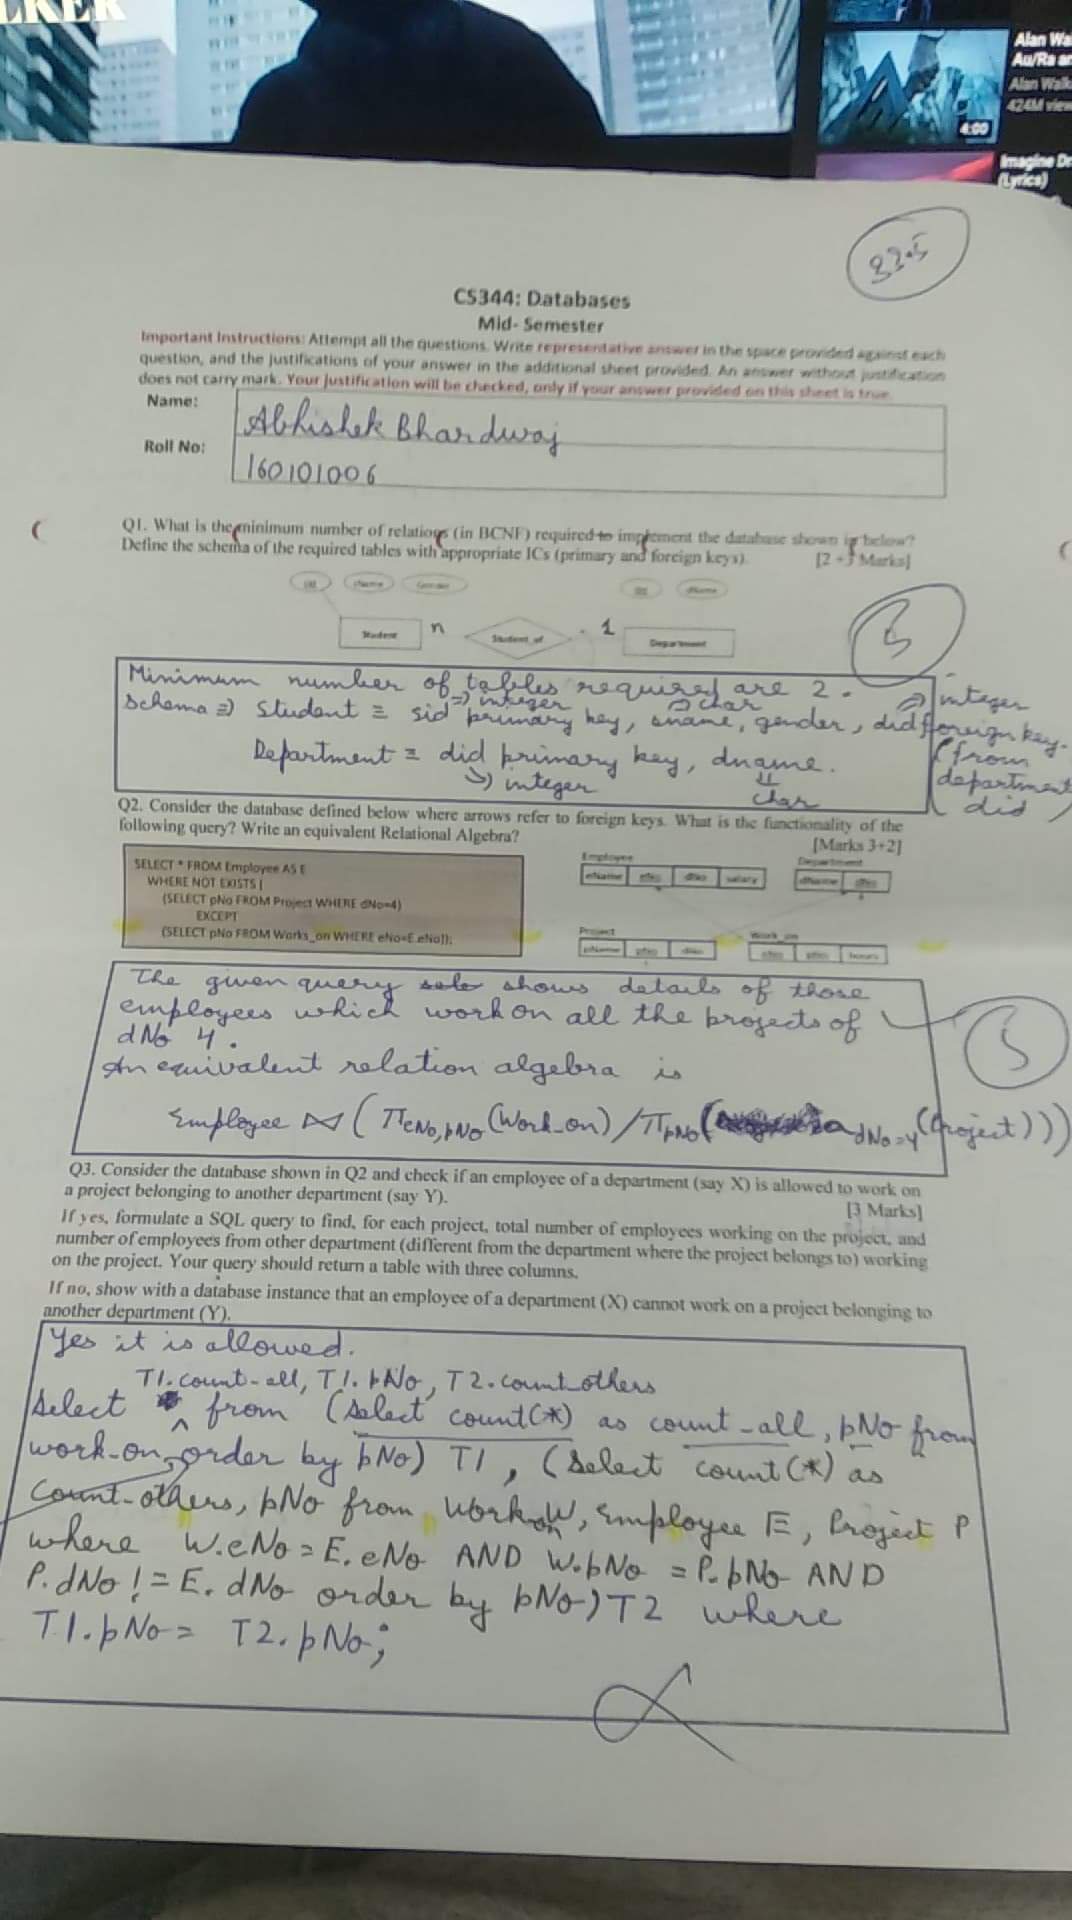 LKER
Alan Wa
Au/Ra an
Alan Walk
424M view
4:00
Imagine Dr
(Lyrics)
33.5
CS344: Databases
Mid- Semester
Important Instructions: Attempt all the questions. Write representative answer in the space provided against each
question, and the justifications of your answer in the additional sheet provided. An answer without justification
does not carry mark. Your justification will be checked, only if your answer provided on this sheet is true.
Name:
Abhishek Bhardwaj
Roll No:
160101006
Q1. What is the minimum number of relations (in BCNF) required to implement the database shown in below?
Define the schema of the required tables with appropriate ICs (primary and foreign keys). [2 +3 Marks]
sName Gender dName
Student n Student_of 1 Department
Minimum number of tables required are 2.
⇒ integer ⇒ char ⇒ integer
Schema ⇒ Student ≡ sid primary key, sname, gender, did foreign key.
(from department did)
Department ≡ did primary key, dname.
⇒ integer char
Q2. Consider the database defined below where arrows refer to foreign keys. What is the functionality of the
following query? Write an equivalent Relational Algebra? [Marks 3+2]
SELECT * FROM Employee AS E
WHERE NOT EXISTS (
(SELECT pNo FROM Project WHERE dNo=4)
EXCEPT
(SELECT pNo FROM Works_on WHERE eNo=E.eNo));
Employee
eName eNo dNo salary
Department
dName dNo
Project
pName pNo dNo
Work_on
eNo pNo hours
The given query shows details of those
employees which work on all the projects of
dNo 4.
5
An equivalent relation algebra is
Employee ⋈ (π eNo, pNo (Work_on) / π pNo (σ dNo=4 (Project)))
Q3. Consider the database shown in Q2 and check if an employee of a department (say X) is allowed to work on
a project belonging to another department (say Y). [3 Marks]
If yes, formulate a SQL query to find, for each project, total number of employees working on the project, and
number of employees from other department (different from the department where the project belongs to) working
on the project. Your query should return a table with three columns.
If no, show with a database instance that an employee of a department (X) cannot work on a project belonging to
another department (Y).
Yes it is allowed.
T1.count-all, T1.pNo, T2.count_others
Select from (Select count(*) as count-all, pNo from
work-on order by pNo) T1, (Select count(*) as
count-others, pNo from Work_on W, Employee E, Project P
where W.eNo = E.eNo AND W.pNo = P.pNo AND
P.dNo != E.dNo order by pNo) T2 where
T1.pNo = T2.pNo;